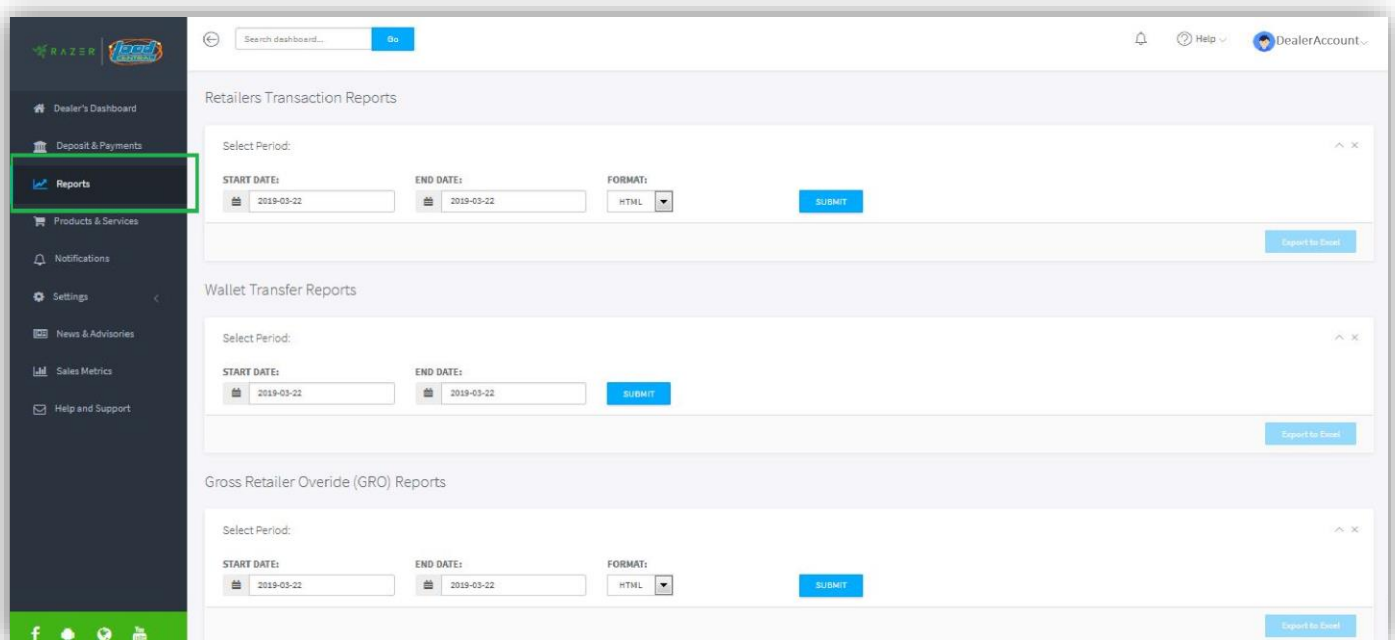 RAZER load CENTRAL
Search dashboard... Go
Help
DealerAccount
Dealer's Dashboard
Deposit & Payments
Reports
Products & Services
Notifications
Settings
News & Advisories
Sales Metrics
Help and Support
Retailers Transaction Reports
Select Period:
START DATE: END DATE: FORMAT:
2019-03-22 2019-03-22 HTML SUBMIT
Export to Excel
Wallet Transfer Reports
Select Period:
START DATE: END DATE:
2019-03-22 2019-03-22 SUBMIT
Export to Excel
Gross Retailer Overide (GRO) Reports
Select Period:
START DATE: END DATE: FORMAT:
2019-03-22 2019-03-22 HTML SUBMIT
Export to Excel